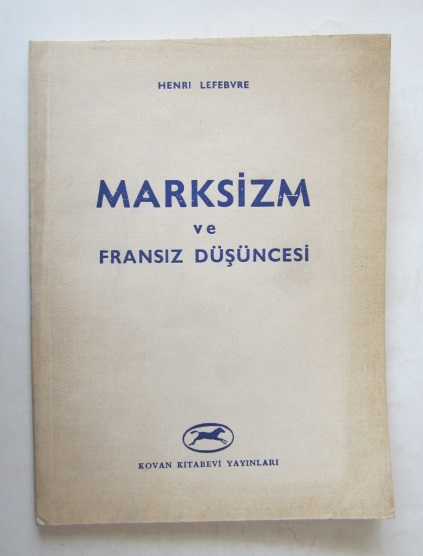 HENRI LEFEBVRE
MARKSİZM
ve
FRANSIZ DÜŞÜNCESİ
KOVAN KİTABEVİ YAYINLARI